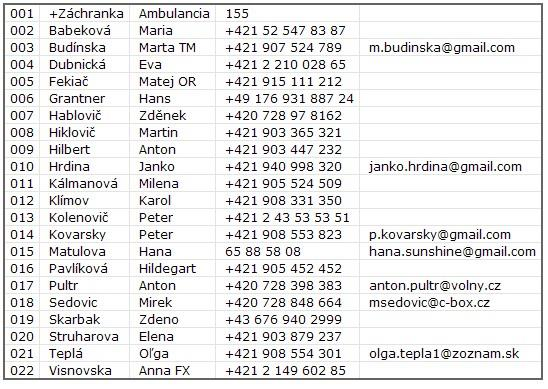 001 +Záchranka Ambulancia 155
002 Babeková Maria +421 52 547 83 87
003 Budínska Marta TM +421 907 524 789 m.budinska@gmail.com
004 Dubnická Eva +421 2 210 028 65
005 Fekiač Matej OR +421 915 111 212
006 Grantner Hans +49 176 931 887 24
007 Hablovič Zděnek +420 728 97 8162
008 Hiklovič Martin +421 903 365 321
009 Hilbert Anton +421 903 447 232
010 Hrdina Janko +421 940 998 320 janko.hrdina@gmail.com
011 Kálmanová Milena +421 905 524 509
012 Klímov Karol +421 908 331 350
013 Kolenovič Peter +421 2 43 53 53 51
014 Kovarsky Peter +421 908 553 823 p.kovarsky@gmail.com
015 Matulova Hana 65 88 58 08 hana.sunshine@gmail.com
016 Pavlíková Hildegart +421 905 452 452
017 Pultr Anton +420 728 398 383 anton.pultr@volny.cz
018 Sedovic Mirek +420 728 848 664 msedovic@c-box.cz
019 Skarbak Zdeno +43 676 940 2999
020 Struharova Elena +421 903 879 237
021 Teplá Oľga +421 908 554 301 olga.tepla1@zoznam.sk
022 Visnovska Anna FX +421 2 149 602 85